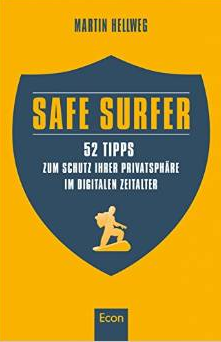 MARTIN HELLWEG
SAFE SURFER
52 TIPPS
ZUM SCHUTZ IHRER PRIVATSPHÄRE
IM DIGITALEN ZEITALTER
Econ